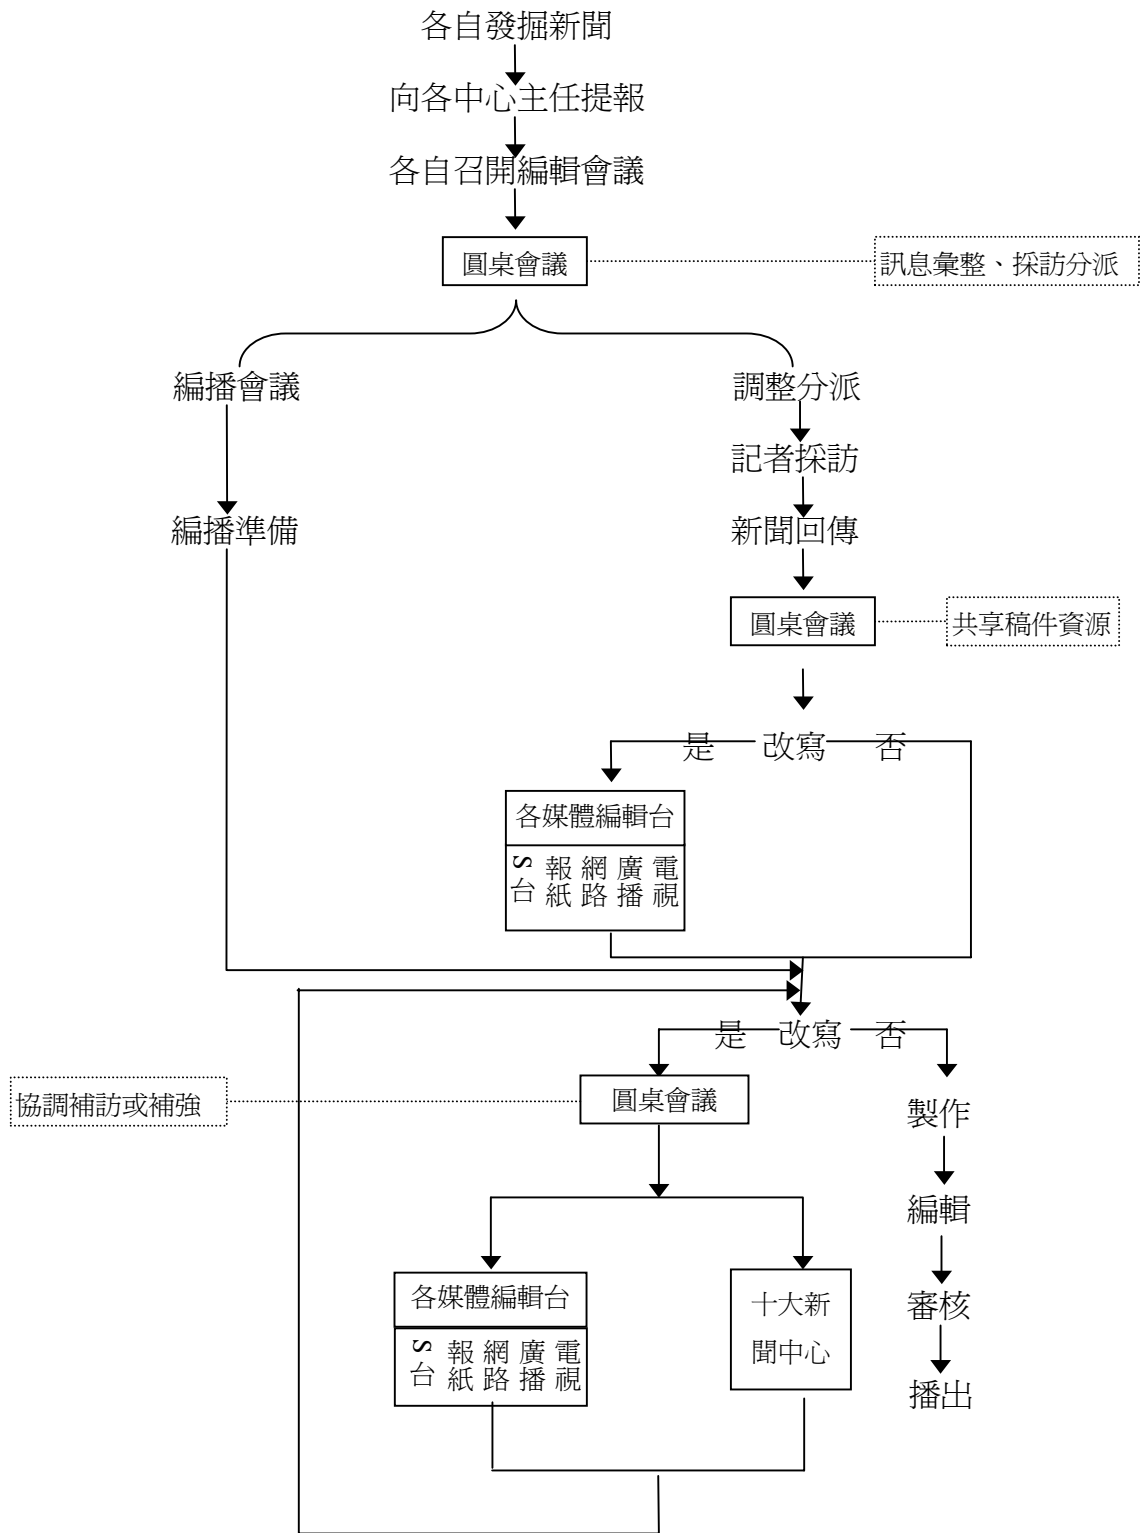 各自發掘新聞
向各中心主任提報
各自召開編輯會議
圓桌會議
訊息彙整、採訪分派
編播會議
調整分派
記者採訪
編播準備
新聞回傳
圓桌會議
共享稿件資源
是 改寫 否
各媒體編輯台
電視
廣播
網路
報紙
S台
是 改寫 否
圓桌會議
協調補訪或補強
製作
編輯
各媒體編輯台
電視
廣播
網路
報紙
S台
十大新
聞中心
審核
播出